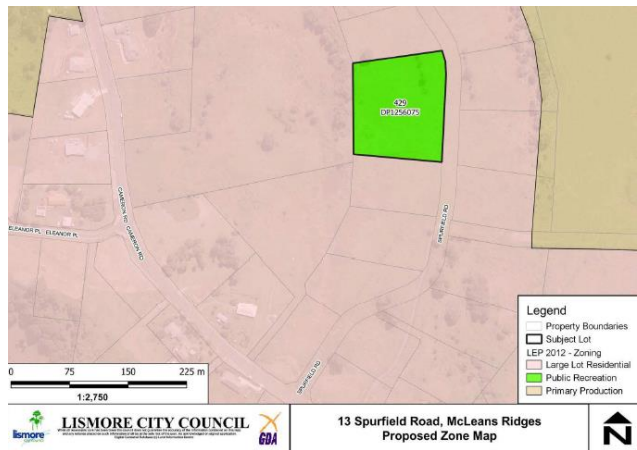 429
DP1256075
CAMERON RD CAMERON RD
ELEANOR PL ELEANOR PL
SPURFIELD RD
SPURFIELD RD
Legend
Property Boundaries
Subject Lot
LEP 2012 - Zoning
Large Lot Residential
Public Recreation
Primary Production
0 75 150 225 m
1:2,750
lismore
LISMORE CITY COUNCIL
GDA
13 Spurfield Road, McLeans Ridges
Proposed Zone Map
N